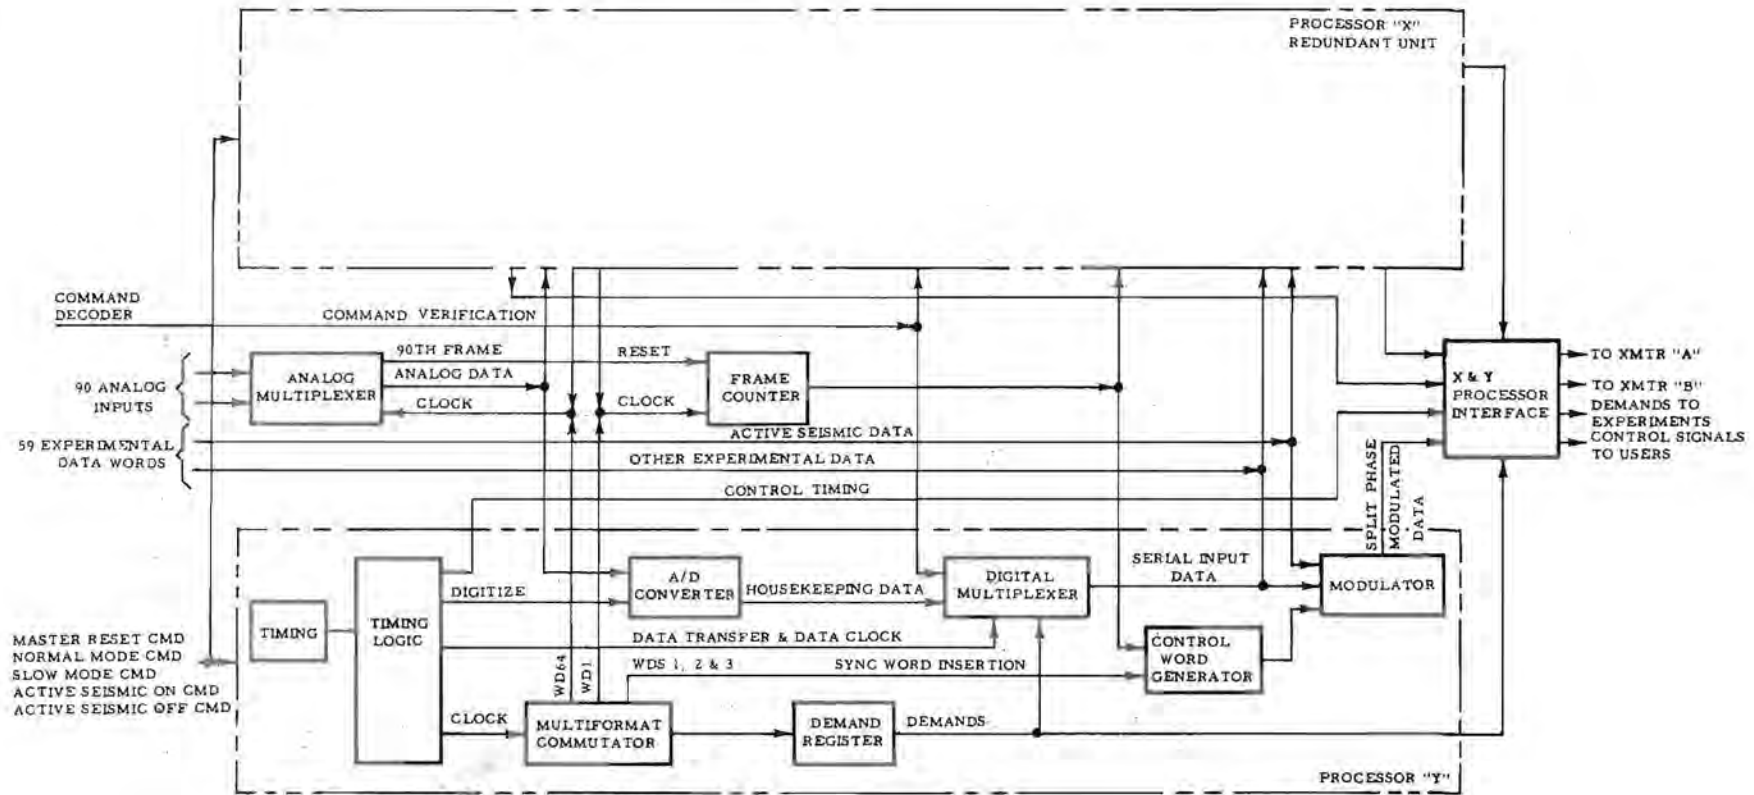 PROCESSOR "X"
REDUNDANT UNIT
COMMAND
DECODER
COMMAND VERIFICATION
90TH FRAME
RESET
ANALOG DATA
CLOCK
CLOCK
90 ANALOG
INPUTS
ANALOG
MULTIPLEXER
FRAME
COUNTER
X & Y
PROCESSOR
INTERFACE
TO XMTR "A"
TO XMTR "B"
DEMANDS TO
EXPERIMENTS
CONTROL SIGNALS
TO USERS
59 EXPERIMENTAL
DATA WORDS
ACTIVE SEISMIC DATA
OTHER EXPERIMENTAL DATA
CONTROL TIMING
SPLIT PHASE
MODULATED
DATA
TIMING
TIMING
LOGIC
DIGITIZE
A/D
CONVERTER
HOUSEKEEPING DATA
DIGITAL
MULTIPLEXER
SERIAL INPUT
DATA
MODULATOR
DATA TRANSFER & DATA CLOCK
WD64
WD1
WDS 1, 2 & 3
SYNC WORD INSERTION
CONTROL
WORD
GENERATOR
MASTER RESET CMD
NORMAL MODE CMD
SLOW MODE CMD
ACTIVE SEISMIC ON CMD
ACTIVE SEISMIC OFF CMD
CLOCK
MULTIFORMAT
COMMUTATOR
DEMAND
REGISTER
DEMANDS
PROCESSOR "Y"